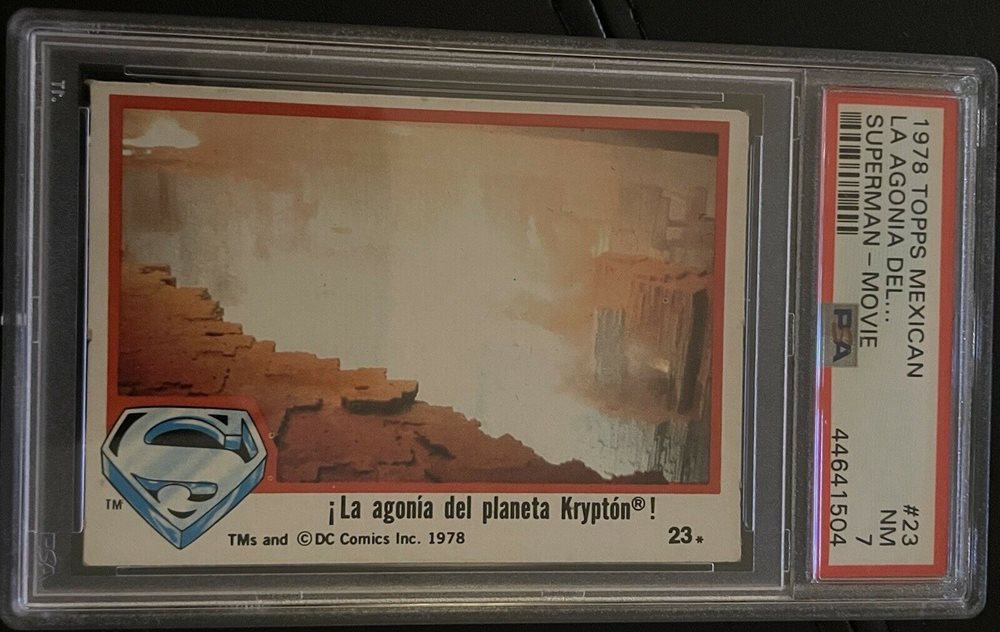 1978 TOPPS MEXICAN #23
LA AGONIA DEL... NM
SUPERMAN - MOVIE 7
PSA 44641504
TM
¡La agonía del planeta Kryptón®!
TMs and ©DC Comics Inc. 1978
23*
PSA